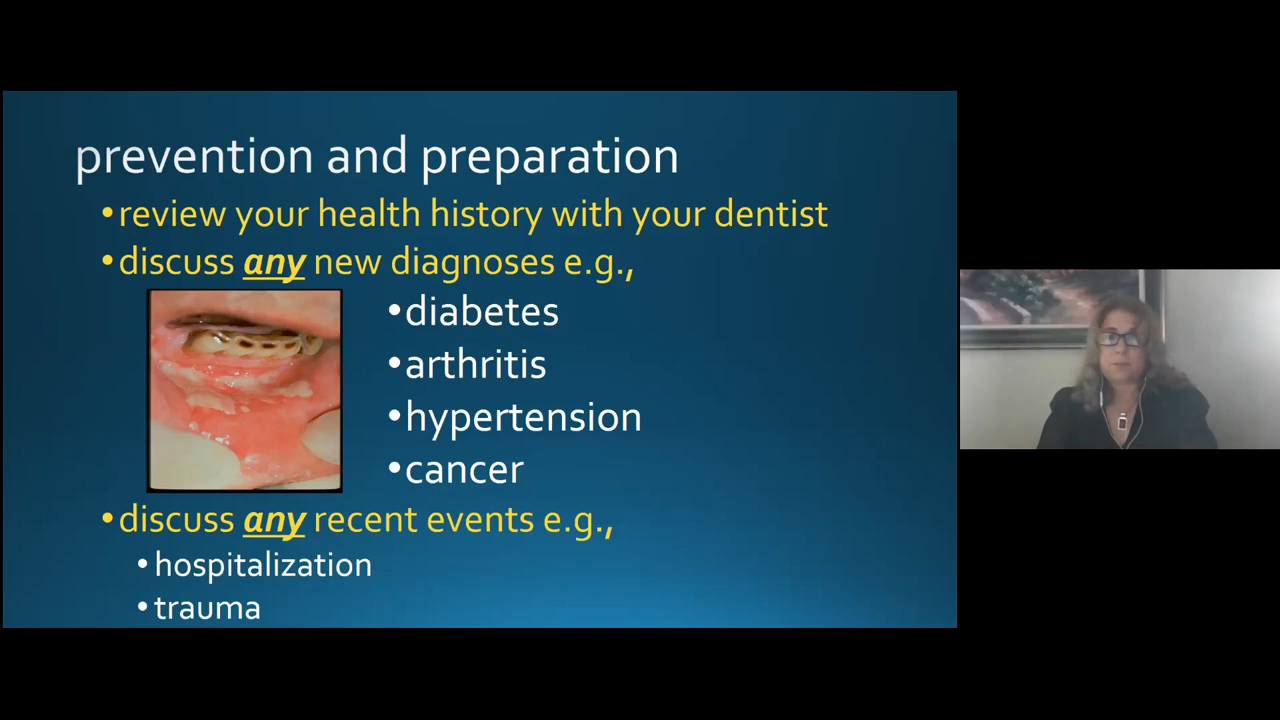 prevention and preparation
•review your health history with your dentist
•discuss any new diagnoses e.g.,
•diabetes
•arthritis
•hypertension
•cancer
•discuss any recent events e.g.,
•hospitalization
•trauma